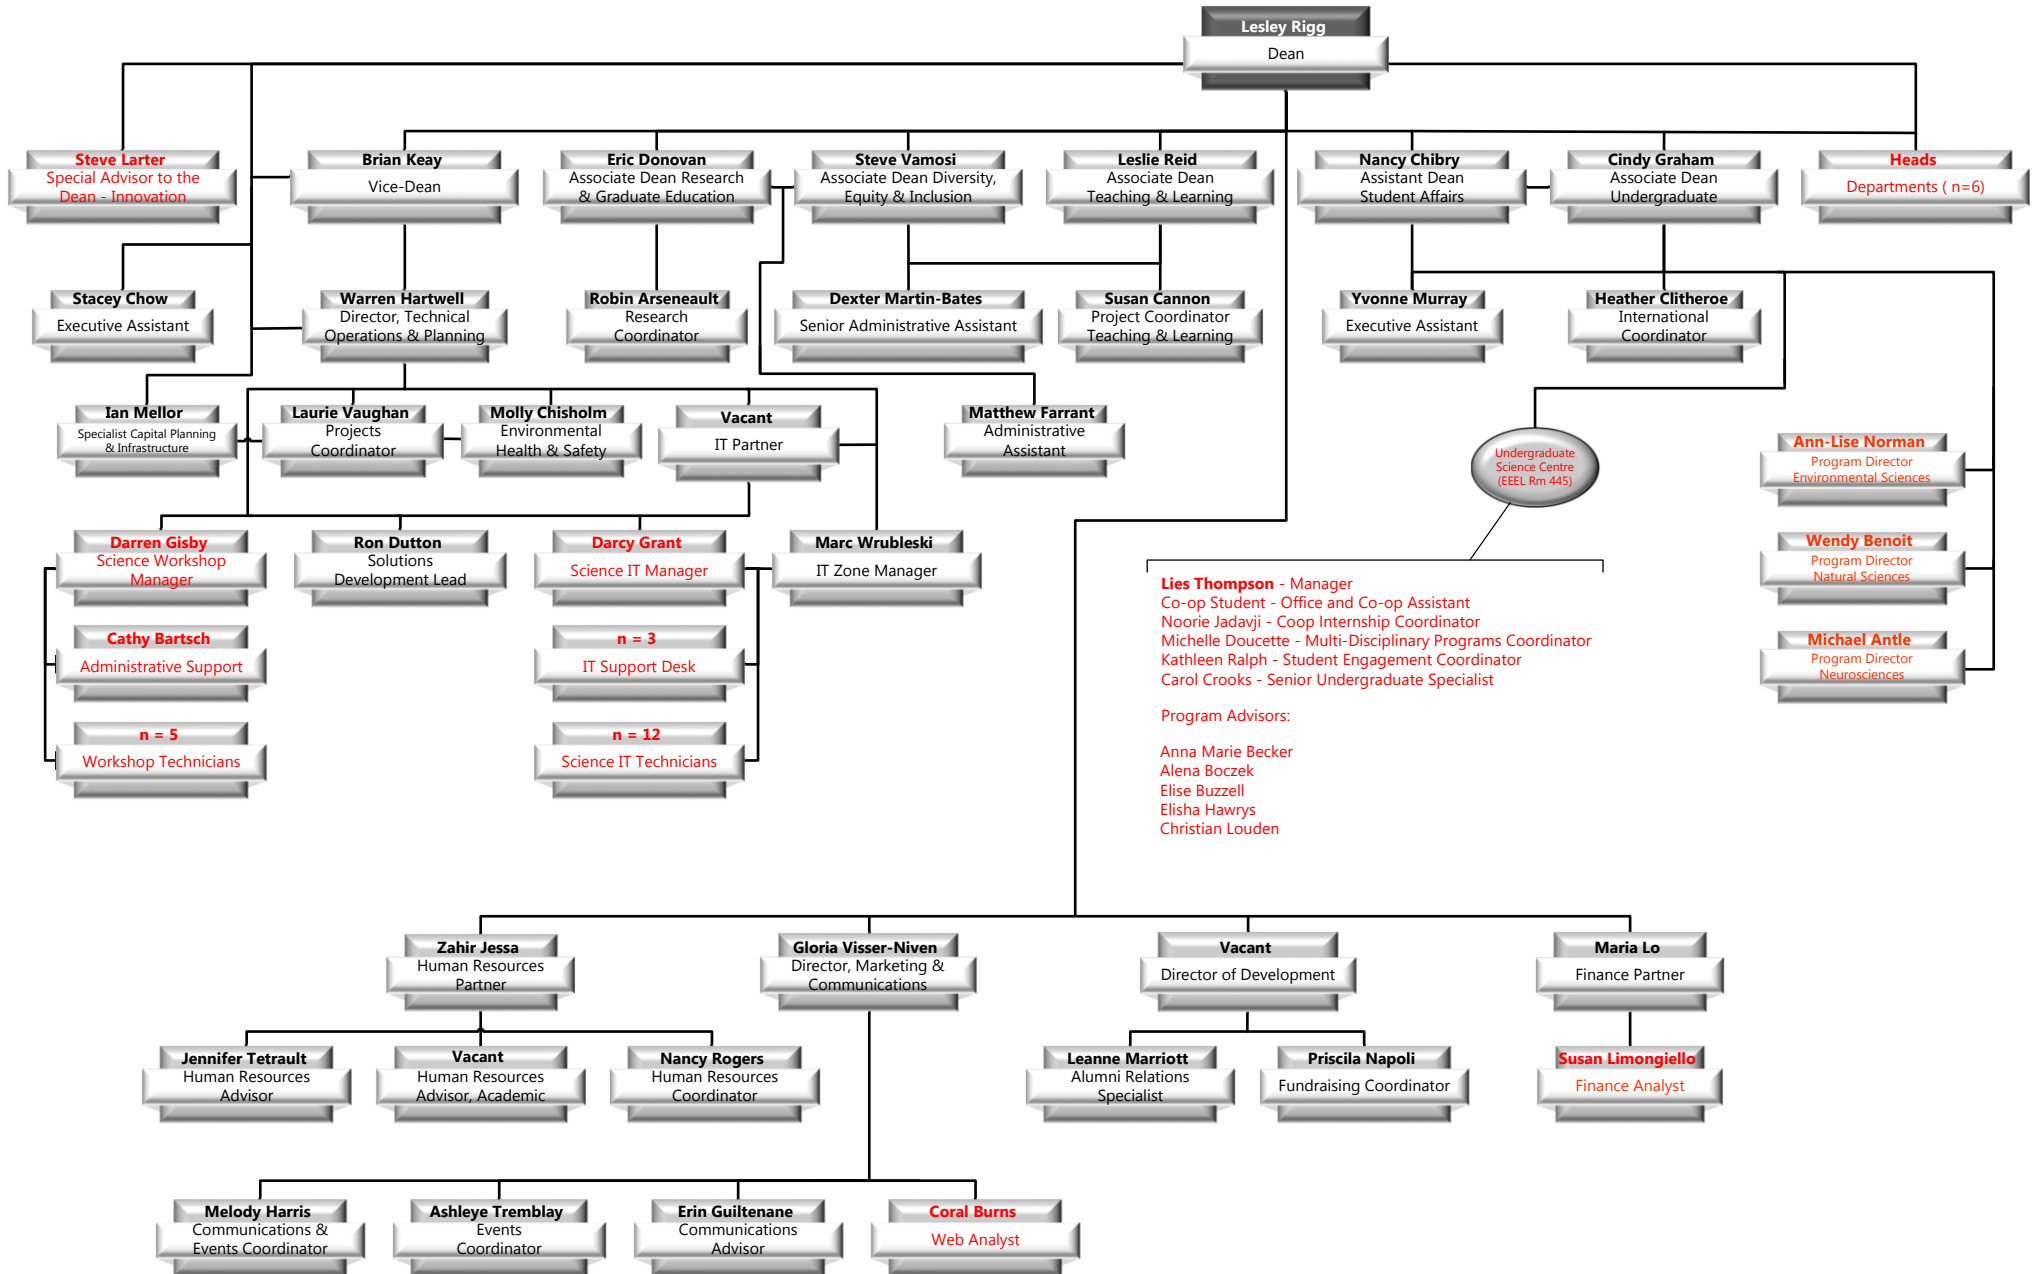 Lesley Rigg
Dean
Steve Larter
Special Advisor to the
Dean - Innovation
Brian Keay
Vice-Dean
Eric Donovan
Associate Dean Research
& Graduate Education
Steve Vamosi
Associate Dean Diversity,
Equity & Inclusion
Leslie Reid
Associate Dean
Teaching & Learning
Nancy Chibry
Assistant Dean
Student Affairs
Cindy Graham
Associate Dean
Undergraduate
Heads
Departments ( n=6)
Stacey Chow
Executive Assistant
Warren Hartwell
Director, Technical
Operations & Planning
Robin Arseneault
Research
Coordinator
Dexter Martin-Bates
Senior Administrative Assistant
Susan Cannon
Project Coordinator
Teaching & Learning
Yvonne Murray
Executive Assistant
Heather Clitheroe
International
Coordinator
Ian Mellor
Specialist Capital Planning
& Infrastructure
Laurie Vaughan
Projects
Coordinator
Molly Chisholm
Environmental
Health & Safety
Vacant
IT Partner
Matthew Farrant
Administrative
Assistant
Undergraduate
Science Centre
(EEEL Rm 445)
Ann-Lise Norman
Program Director
Environmental Sciences
Darren Gisby
Science Workshop
Manager
Ron Dutton
Solutions
Development Lead
Darcy Grant
Science IT Manager
Marc Wrubleski
IT Zone Manager
Wendy Benoit
Program Director
Natural Sciences
Cathy Bartsch
Administrative Support
n = 3
IT Support Desk
Michael Antle
Program Director
Neurosciences
n = 5
Workshop Technicians
n = 12
Science IT Technicians
Lies Thompson - Manager
Co-op Student - Office and Co-op Assistant
Noorie Jadavji - Coop Internship Coordinator
Michelle Doucette - Multi-Disciplinary Programs Coordinator
Kathleen Ralph - Student Engagement Coordinator
Carol Crooks - Senior Undergraduate Specialist
Program Advisors:
Anna Marie Becker
Alena Boczek
Elise Buzzell
Elisha Hawrys
Christian Louden
Zahir Jessa
Human Resources
Partner
Gloria Visser-Niven
Director, Marketing &
Communications
Vacant
Director of Development
Maria Lo
Finance Partner
Jennifer Tetrault
Human Resources
Advisor
Vacant
Human Resources
Advisor, Academic
Nancy Rogers
Human Resources
Coordinator
Leanne Marriott
Alumni Relations
Specialist
Priscila Napoli
Fundraising Coordinator
Susan Limongiello
Finance Analyst
Melody Harris
Communications &
Events Coordinator
Ashleye Tremblay
Events
Coordinator
Erin Guiltenane
Communications
Advisor
Coral Burns
Web Analyst